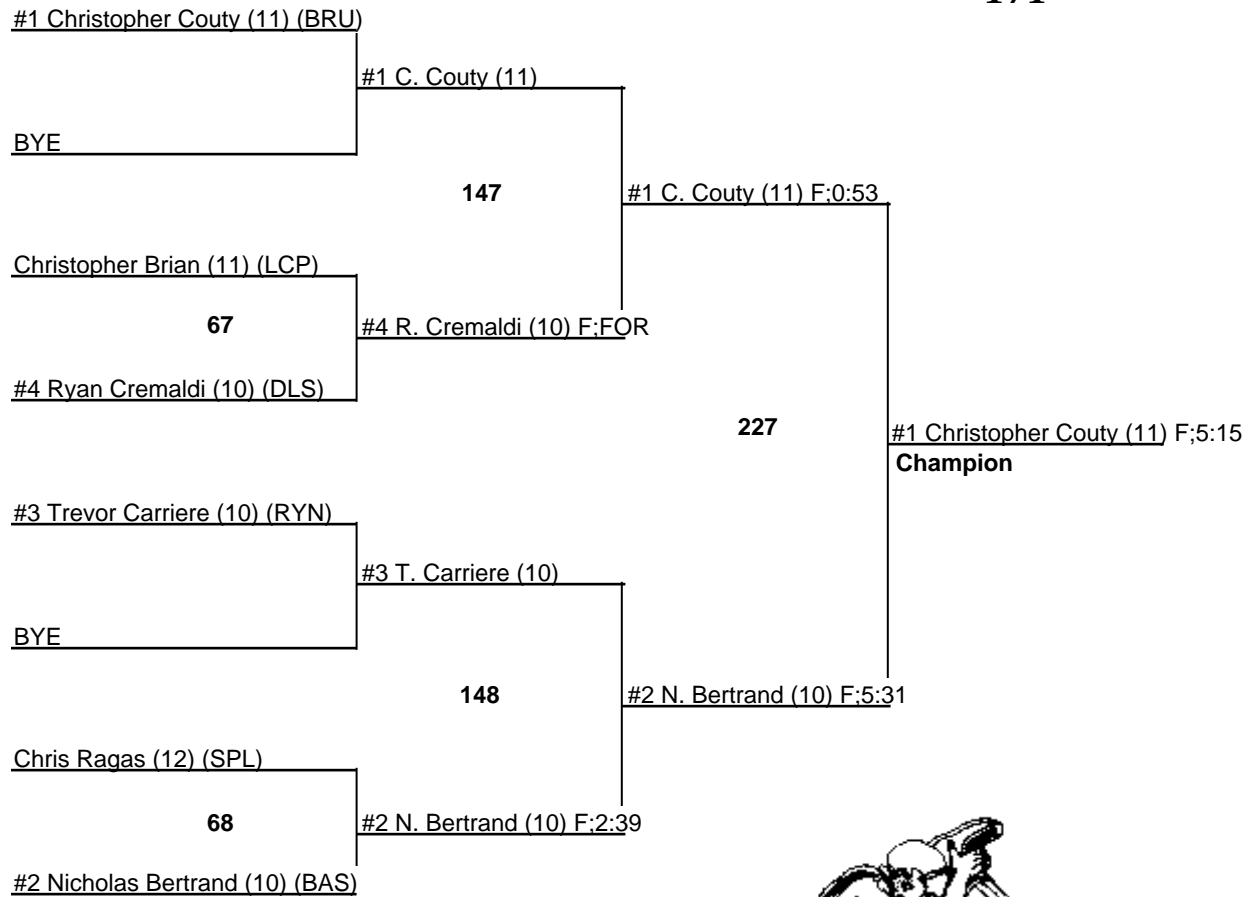 #1 Christopher Couty (11) (BRU)
#1 C. Couty (11)
BYE
147
#1 C. Couty (11) F;0:53
Christopher Brian (11) (LCP)
67
#4 R. Cremaldi (10) F;FOR
#4 Ryan Cremaldi (10) (DLS)
227
#1 Christopher Couty (11) F;5:15
Champion
#3 Trevor Carriere (10) (RYN)
#3 T. Carriere (10)
BYE
148
#2 N. Bertrand (10) F;5:31
Chris Ragas (12) (SPL)
68
#2 N. Bertrand (10) F;2:39
#2 Nicholas Bertrand (10) (BAS)